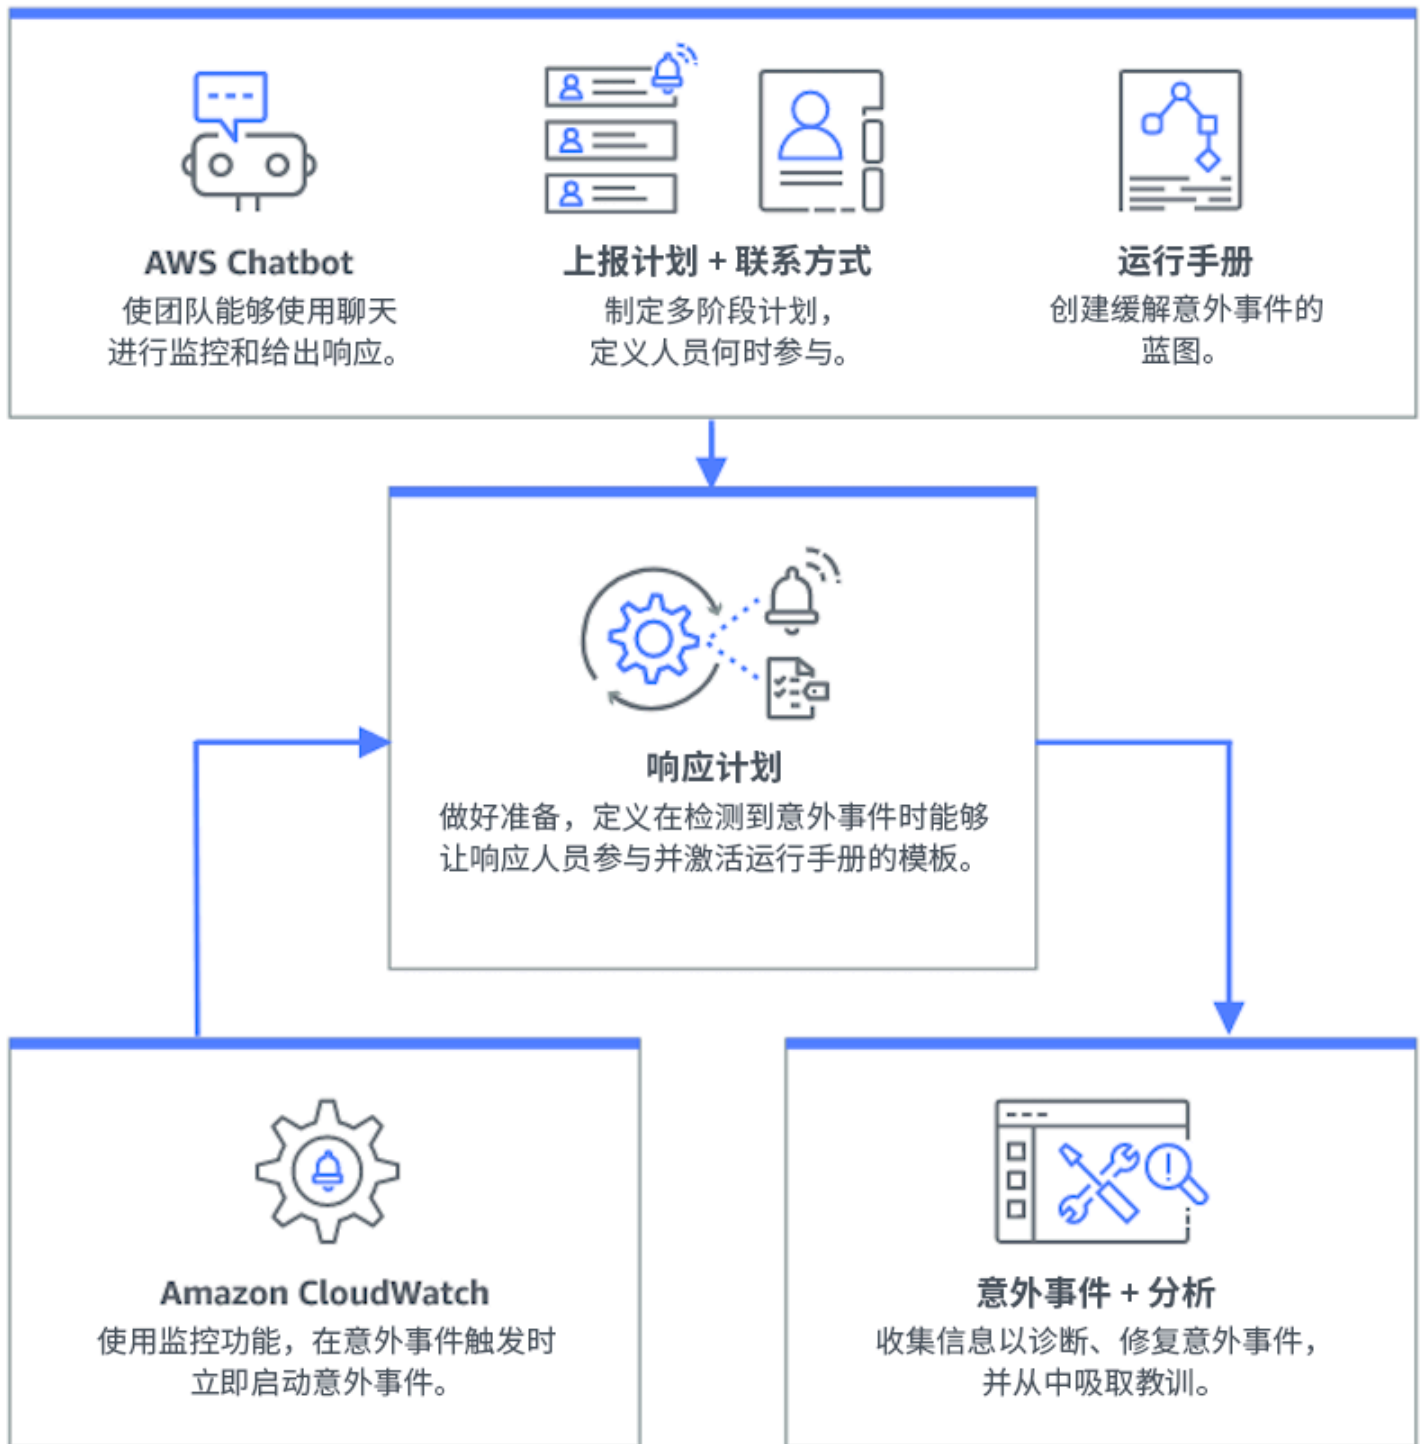 AWS Chatbot
使团队能够使用聊天
进行监控和给出响应。
上报计划 + 联系方式
制定多阶段计划，
定义人员何时参与。
运行手册
创建缓解意外事件的
蓝图。
响应计划
做好准备，定义在检测到意外事件时能够
让响应人员参与并激活运行手册的模板。
Amazon CloudWatch
使用监控功能，在意外事件触发时
立即启动意外事件。
意外事件 + 分析
收集信息以诊断、修复意外事件，
并从中吸取教训。